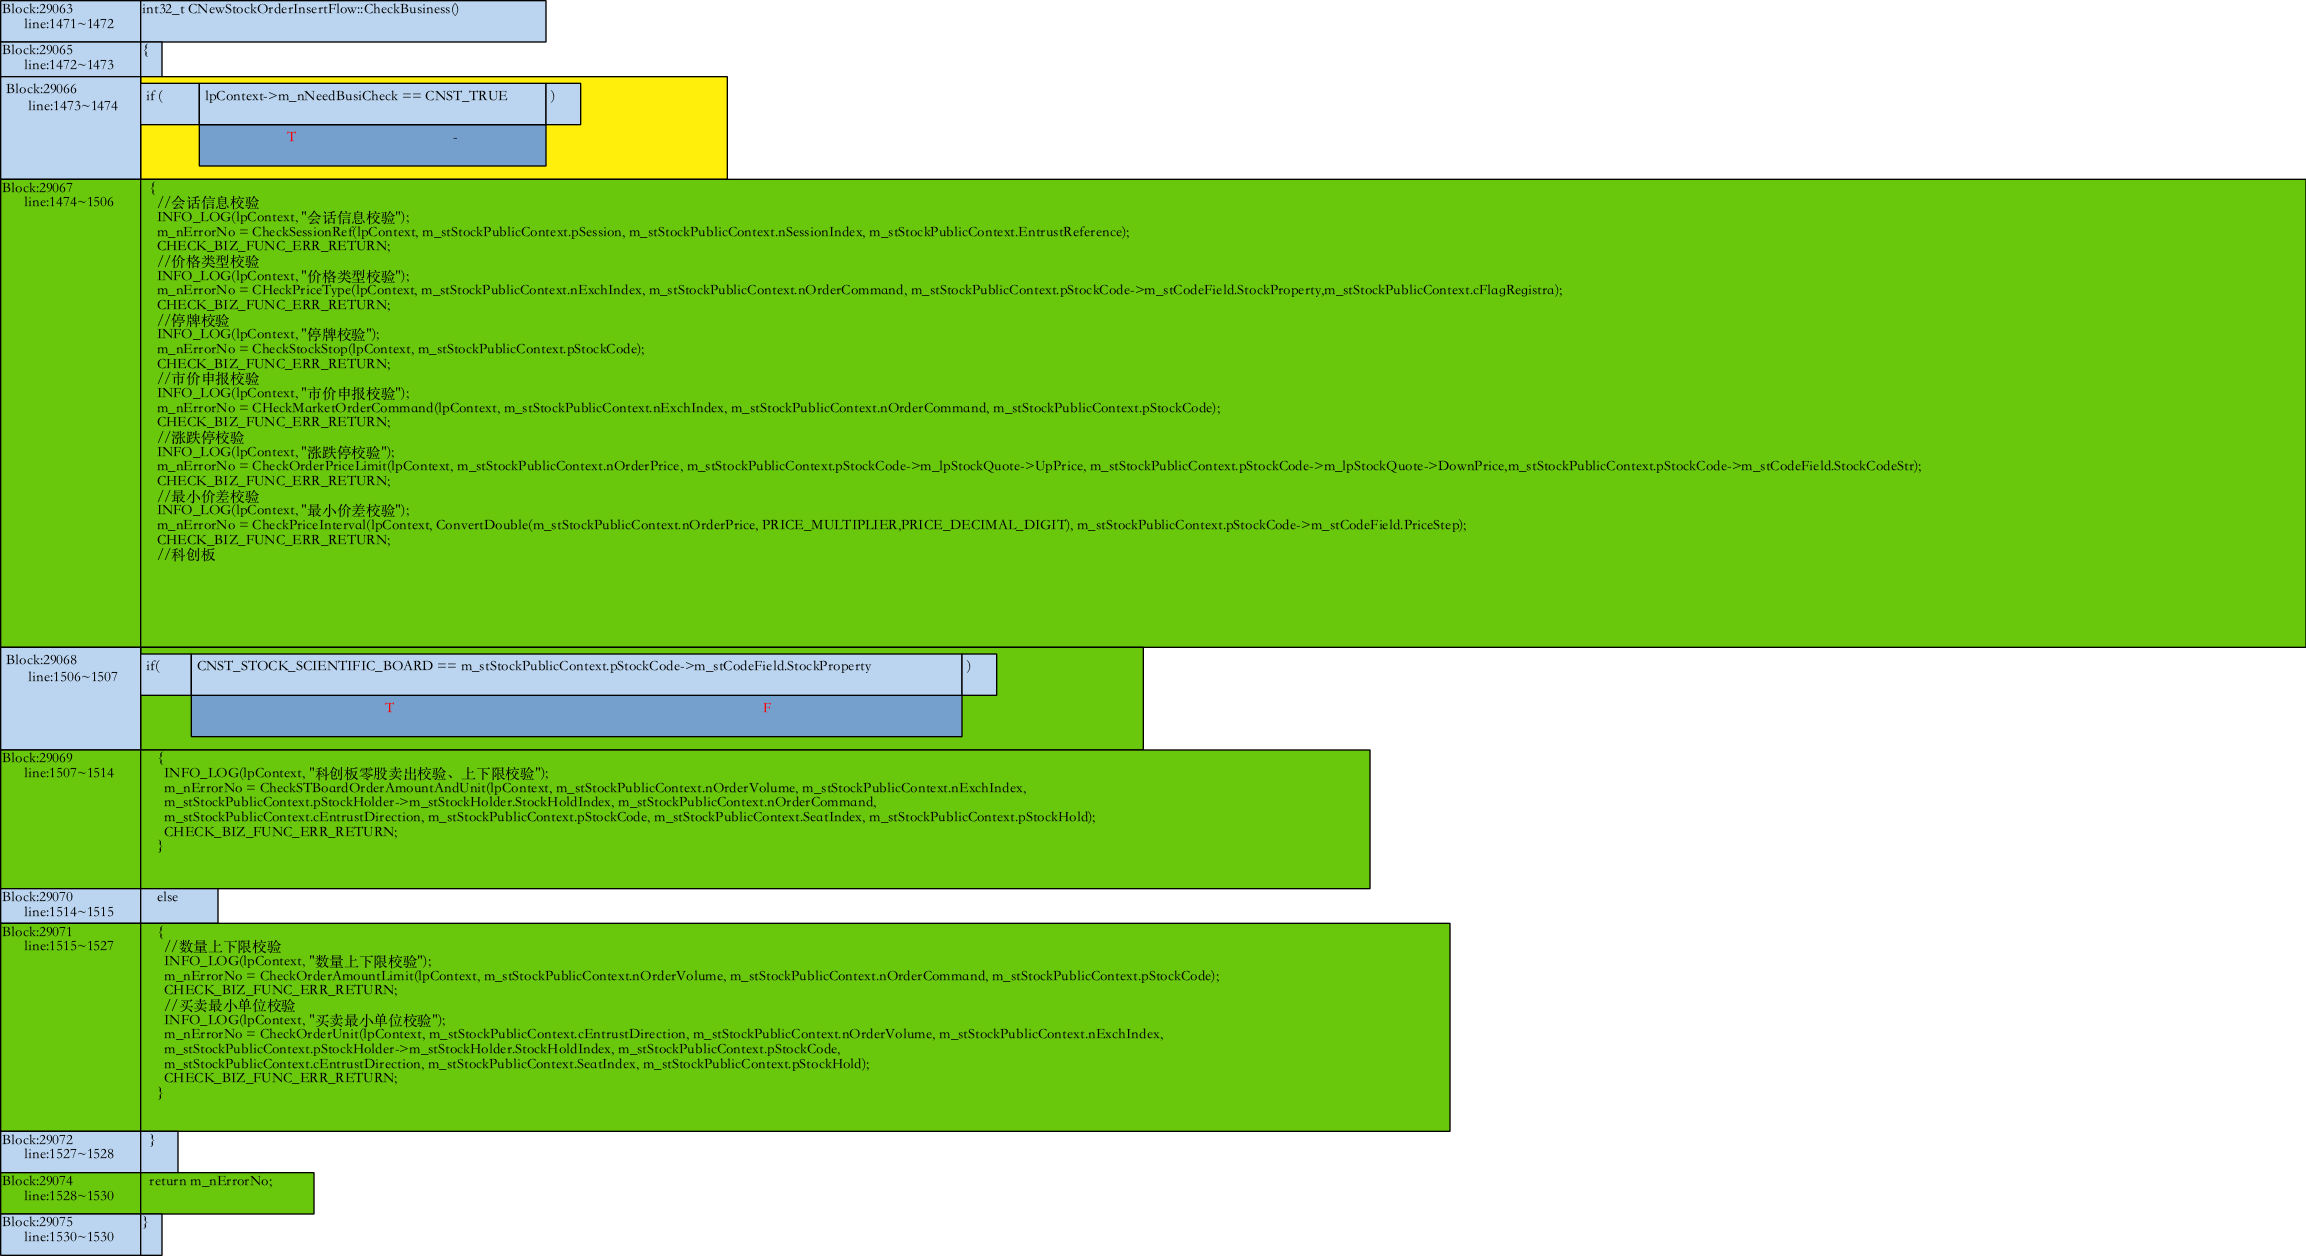 Block:29063 int32_t CNewStockOrderInsertFlow::CheckBusiness()
line:1471~1472
Block:29065 {
line:1472~1473
Block:29066 if ( lpContext->m_nNeedBusiCheck == CNST_TRUE )
line:1473~1474
T -
Block:29067 {
line:1474~1506 //会话信息校验
INFO_LOG(lpContext, "会话信息校验");
m_nErrorNo = CheckSessionRef(lpContext, m_stStockPublicContext.pSession, m_stStockPublicContext.nSessionIndex, m_stStockPublicContext.EntrustReference);
CHECK_BIZ_FUNC_ERR_RETURN;
//价格类型校验
INFO_LOG(lpContext, "价格类型校验");
m_nErrorNo = CHeckPriceType(lpContext, m_stStockPublicContext.nExchIndex, m_stStockPublicContext.nOrderCommand, m_stStockPublicContext.pStockCode->m_stCodeField.StockProperty,m_stStockPublicContext.cFlagRegistra);
CHECK_BIZ_FUNC_ERR_RETURN;
//停牌校验
INFO_LOG(lpContext, "停牌校验");
m_nErrorNo = CheckStockStop(lpContext, m_stStockPublicContext.pStockCode);
CHECK_BIZ_FUNC_ERR_RETURN;
//市价申报校验
INFO_LOG(lpContext, "市价申报校验");
m_nErrorNo = CHeckMarketOrderCommand(lpContext, m_stStockPublicContext.nExchIndex, m_stStockPublicContext.nOrderCommand, m_stStockPublicContext.pStockCode);
CHECK_BIZ_FUNC_ERR_RETURN;
//涨跌停校验
INFO_LOG(lpContext, "涨跌停校验");
m_nErrorNo = CheckOrderPriceLimit(lpContext, m_stStockPublicContext.nOrderPrice, m_stStockPublicContext.pStockCode->m_lpStockQuote->UpPrice, m_stStockPublicContext.pStockCode->m_lpStockQuote->DownPrice,m_stStockPublicContext.pStockCode->m_stCodeField.StockCodeStr);
CHECK_BIZ_FUNC_ERR_RETURN;
//最小价差校验
INFO_LOG(lpContext, "最小价差校验");
m_nErrorNo = CheckPriceInterval(lpContext, ConvertDouble(m_stStockPublicContext.nOrderPrice, PRICE_MULTIPLIER,PRICE_DECIMAL_DIGIT), m_stStockPublicContext.pStockCode->m_stCodeField.PriceStep);
CHECK_BIZ_FUNC_ERR_RETURN;
//科创板
Block:29068 if( CNST_STOCK_SCIENTIFIC_BOARD == m_stStockPublicContext.pStockCode->m_stCodeField.StockProperty )
line:1506~1507
T F
Block:29069 {
line:1507~1514 INFO_LOG(lpContext, "科创板零股卖出校验、上下限校验");
m_nErrorNo = CheckSTBoardOrderAmountAndUnit(lpContext, m_stStockPublicContext.nOrderVolume, m_stStockPublicContext.nExchIndex,
m_stStockPublicContext.pStockHolder->m_stStockHolder.StockHoldIndex, m_stStockPublicContext.nOrderCommand,
m_stStockPublicContext.cEntrustDirection, m_stStockPublicContext.pStockCode, m_stStockPublicContext.SeatIndex, m_stStockPublicContext.pStockHold);
CHECK_BIZ_FUNC_ERR_RETURN;
}
Block:29070 else
line:1514~1515
Block:29071 {
line:1515~1527 //数量上下限校验
INFO_LOG(lpContext, "数量上下限校验");
m_nErrorNo = CheckOrderAmountLimit(lpContext, m_stStockPublicContext.nOrderVolume, m_stStockPublicContext.nOrderCommand, m_stStockPublicContext.pStockCode);
CHECK_BIZ_FUNC_ERR_RETURN;
//买卖最小单位校验
INFO_LOG(lpContext, "买卖最小单位校验");
m_nErrorNo = CheckOrderUnit(lpContext, m_stStockPublicContext.cEntrustDirection, m_stStockPublicContext.nOrderVolume, m_stStockPublicContext.nExchIndex,
m_stStockPublicContext.pStockHolder->m_stStockHolder.StockHoldIndex, m_stStockPublicContext.pStockCode,
m_stStockPublicContext.cEntrustDirection, m_stStockPublicContext.SeatIndex, m_stStockPublicContext.pStockHold);
CHECK_BIZ_FUNC_ERR_RETURN;
}
Block:29072 }
line:1527~1528
Block:29074 return m_nErrorNo;
line:1528~1530
Block:29075 }
line:1530~1530